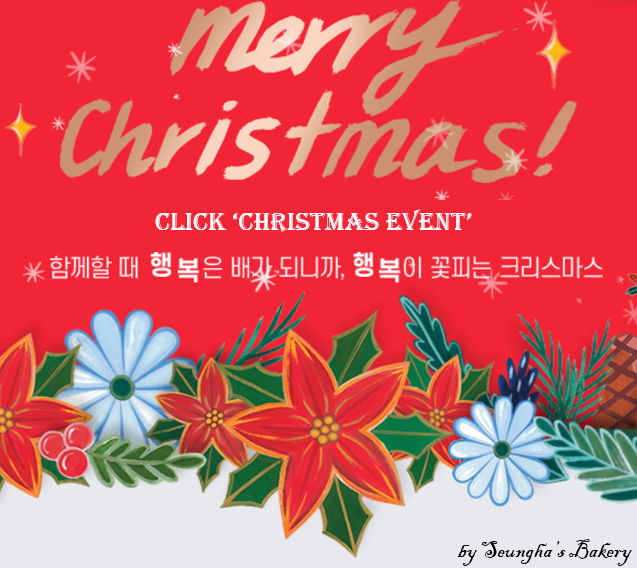 Merry
Christmas!
CLICK ‘CHRISTMAS EVENT’
함께할 때 행복은 배가 되니까, 행복이 꽃피는 크리스마스
by Seungha's Bakery